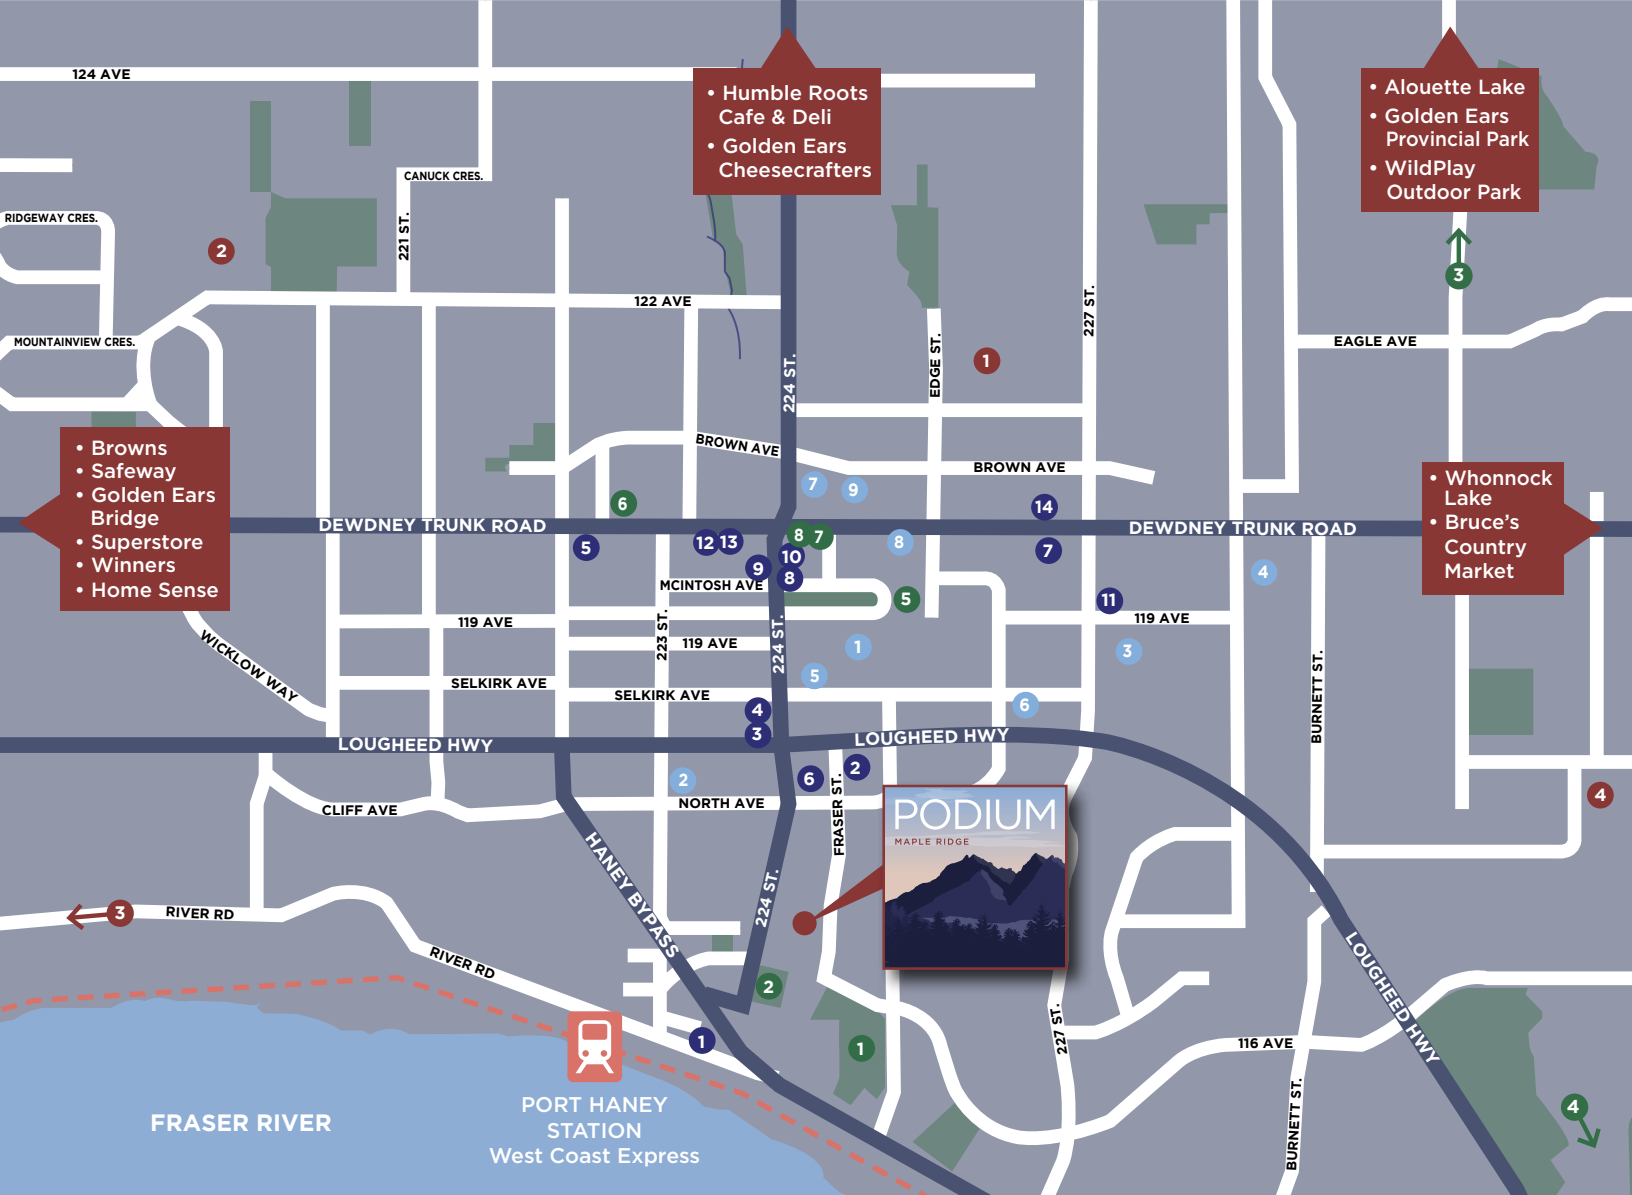 124 AVE
• Humble Roots
Cafe & Deli
• Golden Ears
Cheesecrafters
• Alouette Lake
• Golden Ears
Provincial Park
• WildPlay
Outdoor Park
CANUCK CRES.
RIDGEWAY CRES.
221 ST.
2
3
122 AVE
227 ST.
MOUNTAINVIEW CRES.
EDGE ST.
1
EAGLE AVE
224 ST.
BROWN AVE
BROWN AVE
• Browns
• Safeway
• Golden Ears
Bridge
• Superstore
• Winners
• Home Sense
• Whonnock
Lake
• Bruce's
Country
Market
7
9
6
14
DEWDNEY TRUNK ROAD
DEWDNEY TRUNK ROAD
5
12
13
8
7
10
8
7
9
8
4
MCINTOSH AVE
5
11
119 AVE
119 AVE
119 AVE
223 ST.
224 ST.
1
3
WICKLOW WAY
5
SELKIRK AVE
SELKIRK AVE
6
BURNETT ST.
4
3
LOUGHEED HWY
LOUGHEED HWY
2
6
2
NORTH AVE
CLIFF AVE
FRASER ST.
4
PODIUM
MAPLE RIDGE
HANEY BYPASS
224 ST.
3
RIVER RD
RIVER RD
LOUGHEED HWY
2
1
1
227 ST.
116 AVE
BURNETT ST.
4
PORT HANEY
STATION
West Coast Express
FRASER RIVER